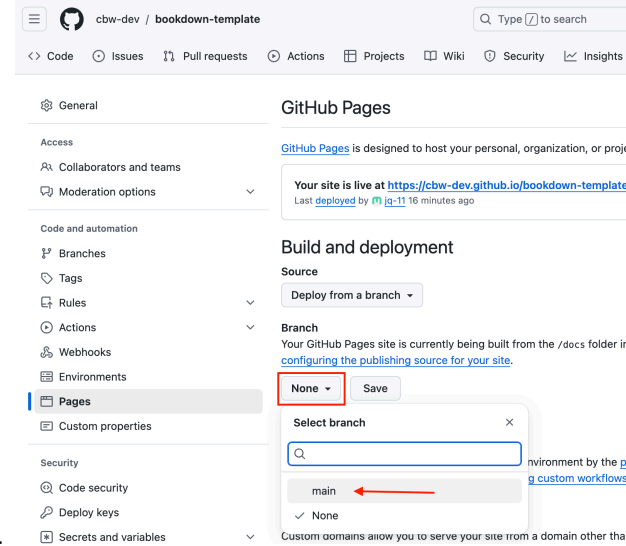 cbw-dev / bookdown-template
Type / to search
Code Issues Pull requests Actions Projects Wiki Security Insights
General
Access
Collaborators and teams
Moderation options
Code and automation
Branches
Tags
Rules
Actions
Webhooks
Environments
Pages
Custom properties
Security
Code security
Deploy keys
Secrets and variables
GitHub Pages
GitHub Pages is designed to host your personal, organization, or proje
Your site is live at https://cbw-dev.github.io/bookdown-template
Last deployed by jq-11 16 minutes ago
Build and deployment
Source
Deploy from a branch
Branch
Your GitHub Pages site is currently being built from the /docs folder in
configuring the publishing source for your site.
None Save
Select branch
main
None
nvironment by the p
g custom workflows
Custom domains allow you to serve your site from a domain other tha